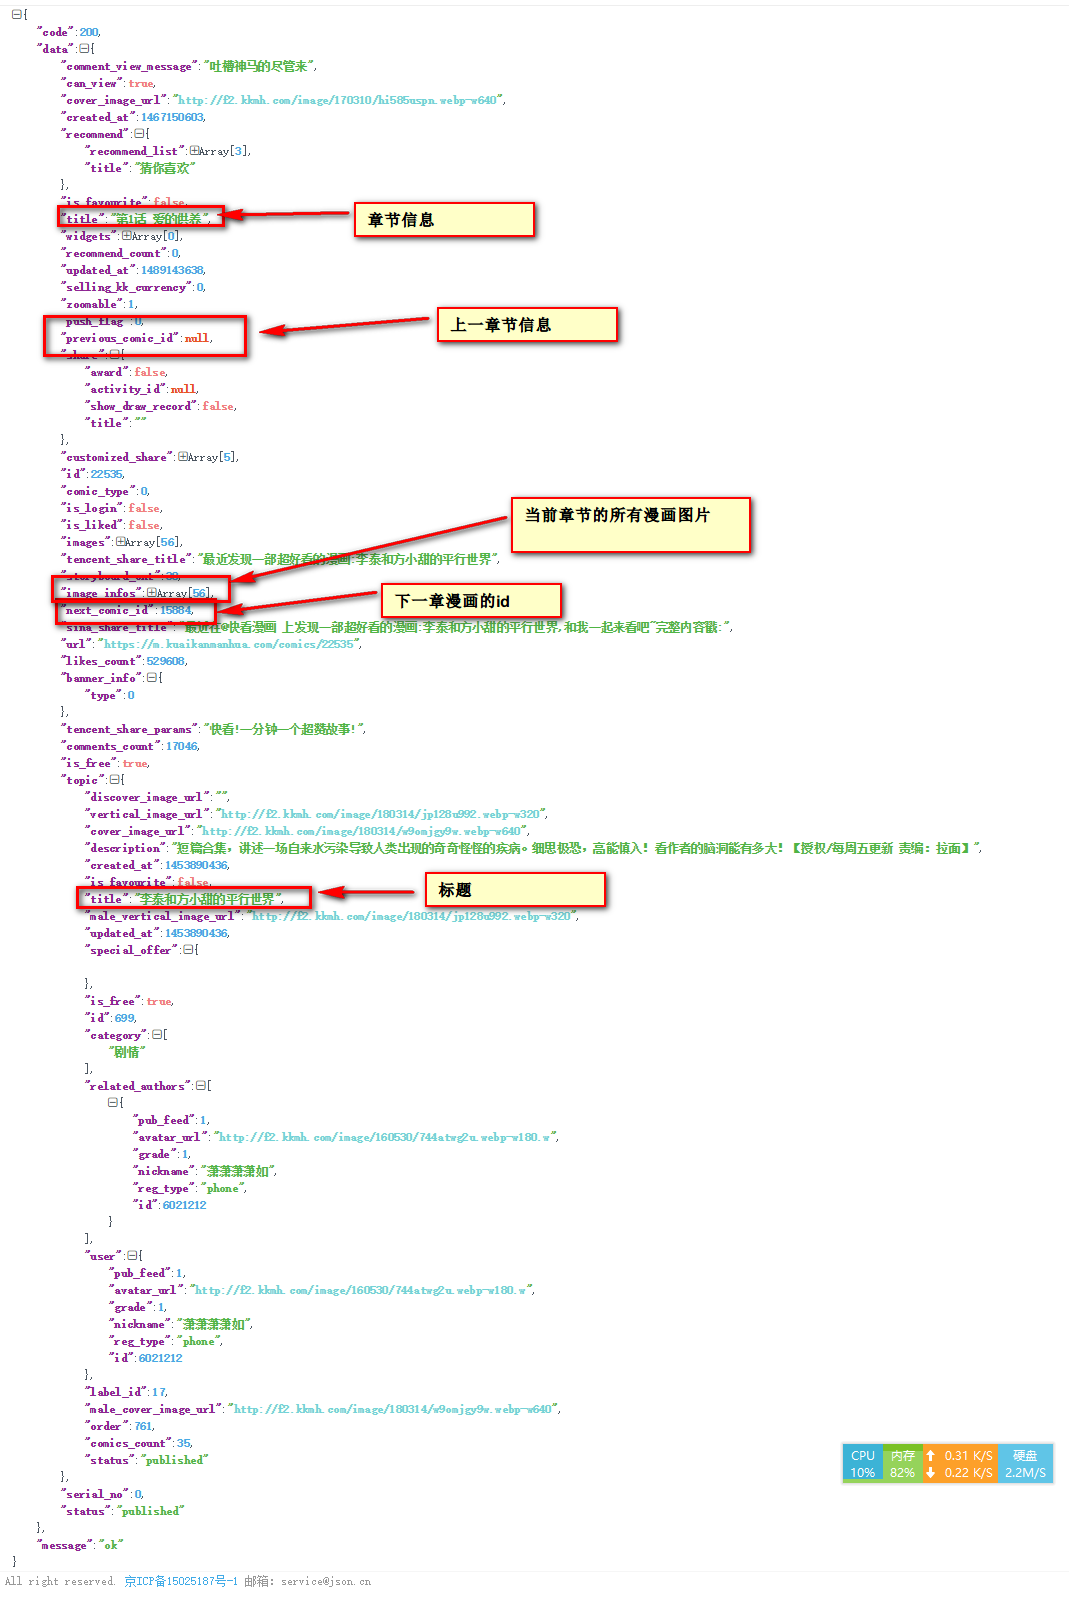 {
"code":200,
"data":{
"comment_view_message":"吐槽神马的尽管来",
"can_view":true,
"cover_image_url":"http://f2.kkmh.com/image/170310/hi585uspn.webp-w640",
"created_at":1467150603,
"recommend":{
"recommend_list":Array[3],
"title":"猜你喜欢"
},
"is_favourite":false,
"title":"第1话 爱的供养",
章节信息
"widgets":Array[0],
"recommend_count":0,
"updated_at":1489143638,
"selling_kk_currency":0,
"zoomable":1,
"push_flag":0,
上一章节信息
"previous_comic_id":null,
"share":{
"award":false,
"activity_id":null,
"show_draw_record":false,
"title":""
},
"customized_share":Array[5],
"id":22535,
"comic_type":0,
"is_login":false,
当前章节的所有漫画图片
"is_liked":false,
"images":Array[56],
"tencent_share_title":"最近发现一部超好看的漫画:李泰和方小甜的平行世界",
"storyboard_cnt":38,
"image_infos":Array[56],
下一章漫画的id
"next_comic_id":15884,
"sina_share_title":"最近在@快看漫画 上发现一部超好看的漫画:李泰和方小甜的平行世界,和我一起来看吧~完整内容戳:",
"url":"https://m.kuaikanmanhua.com/comics/22535",
"likes_count":529608,
"banner_info":{
"type":0
},
"tencent_share_params":"快看!一分钟一个超赞故事!",
"comments_count":17046,
"is_free":true,
"topic":{
"discover_image_url":"",
"vertical_image_url":"http://f2.kkmh.com/image/180314/jp128u992.webp-w320",
"cover_image_url":"http://f2.kkmh.com/image/180314/w9omjgy9w.webp-w640",
"description":"短篇合集，讲述一场自来水污染导致人类出现的奇奇怪怪的疾病。细思极恐，高能慎入！看作者的脑洞能有多大！【授权/每周五更新 责编：拉面】",
"created_at":1453890436,
"is_favourite":false,
标题
"title":"李泰和方小甜的平行世界",
"male_vertical_image_url":"http://f2.kkmh.com/image/180314/jp128u992.webp-w320",
"updated_at":1453890436,
"special_offer":{
},
"is_free":true,
"id":699,
"category":[
"剧情"
],
"related_authors":[
{
"pub_feed":1,
"avatar_url":"http://f2.kkmh.com/image/160530/744atwg2u.webp-w180.w",
"grade":1,
"nickname":"萧萧萧萧如",
"reg_type":"phone",
"id":6021212
}
],
"user":{
"pub_feed":1,
"avatar_url":"http://f2.kkmh.com/image/160530/744atwg2u.webp-w180.w",
"grade":1,
"nickname":"萧萧萧萧如",
"reg_type":"phone",
"id":6021212
},
"label_id":17,
"male_cover_image_url":"http://f2.kkmh.com/image/180314/w9omjgy9w.webp-w640",
"order":761,
"comics_count":35,
"status":"published"
},
"serial_no":0,
"status":"published"
},
"message":"ok"
}
CPU 内存 0.31 K/S 硬盘
10% 82% 0.22 K/S 2.2M/S
All right reserved. 京ICP备15025187号-1 邮箱：service@json.cn